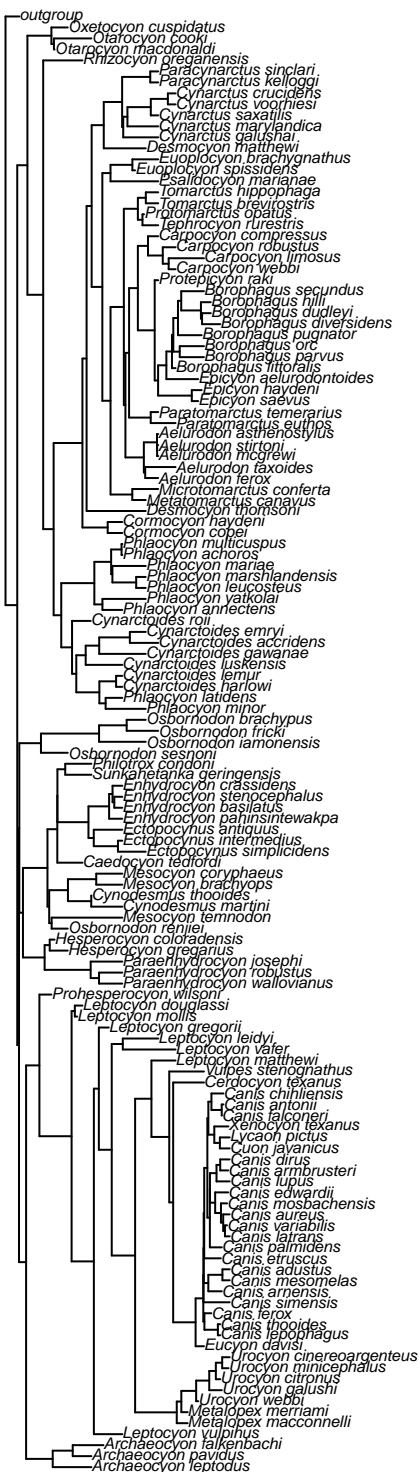 outgroup
Oxetocyon cuspidatus
Otarocyon cooki
Otarocyon macdonaldi
Rhizocyon oreganensis
Paracynarctus sinclari
Paracynarctus kelloggi
Cynarctus crucidens
Cynarctus voorhiesi
Cynarctus saxatilis
Cynarctus marylandica
Cynarctus galushai
Desmocyon matthewi
Euoplocyon brachygnathus
Euoplocyon spissidens
Psalidocyon marianae
Tomarctus hippophaga
Tomarctus brevirostris
Protomarctus opatus
Tephrocyon rurestris
Carpocyon compressus
Carpocyon robustus
Carpocyon limosus
Carpocyon webbi
Protepicyon raki
Borophagus secundus
Borophagus hilli
Borophagus dudleyi
Borophagus diversidens
Borophagus pugnator
Borophagus orc
Borophagus parvus
Borophagus littoralis
Epicyon aelurodontoides
Epicyon haydeni
Epicyon saevus
Paratomarctus temerarius
Paratomarctus euthos
Aelurodon asthenostylus
Aelurodon stirtoni
Aelurodon mcgrewi
Aelurodon taxoides
Aelurodon ferox
Microtomarctus conferta
Metatomarctus canavus
Desmocyon thomsoni
Cormocyon haydeni
Cormocyon copei
Phlaocyon multicuspus
Phlaocyon achoros
Phlaocyon mariae
Phlaocyon marshlandensis
Phlaocyon leucosteus
Phlaocyon yatkolai
Phlaocyon annectens
Cynarctoides roii
Cynarctoides emryi
Cynarctoides accridens
Cynarctoides gawanae
Cynarctoides luskensis
Cynarctoides lemur
Cynarctoides harlowi
Phlaocyon latidens
Phlaocyon minor
Osbornodon brachypus
Osbornodon fricki
Osbornodon iamonensis
Osbornodon sesnoni
Philotrox condoni
Sunkahetanka geringensis
Enhydrocyon crassidens
Enhydrocyon stenocephalus
Enhydrocyon basilatus
Enhydrocyon pahinsintewakpa
Ectopocynus antiquus
Ectopocynus intermedius
Ectopocynus simplicidens
Caedocyon tedfordi
Mesocyon coryphaeus
Mesocyon brachyops
Cynodesmus thooides
Cynodesmus martini
Mesocyon temnodon
Osbornodon renjiei
Hesperocyon coloradensis
Hesperocyon gregarius
Paraenhydrocyon josephi
Paraenhydrocyon robustus
Paraenhydrocyon wallovianus
Prohesperocyon wilsoni
Leptocyon douglassi
Leptocyon mollis
Leptocyon gregorii
Leptocyon leidyi
Leptocyon vafer
Leptocyon matthewi
Vulpes stenognathus
Cerdocyon texanus
Canis chihliensis
Canis antonii
Canis falconeri
Xenocyon texanus
Lycaon pictus
Cuon javanicus
Canis dirus
Canis armbrusteri
Canis lupus
Canis edwardii
Canis mosbachensis
Canis aureus
Canis variabilis
Canis latrans
Canis palmidens
Canis etruscus
Canis adustus
Canis mesomelas
Canis arnensis
Canis simensis
Canis ferox
Canis thooides
Canis lepophagus
Eucyon davisi
Urocyon cinereoargenteus
Urocyon minicephalus
Urocyon citronus
Urocyon galushi
Urocyon webbi
Metalopex merriami
Metalopex macconnelli
Leptocyon vulpinus
Archaeocyon falkenbachi
Archaeocyon pavidus
Archaeocyon leptodus